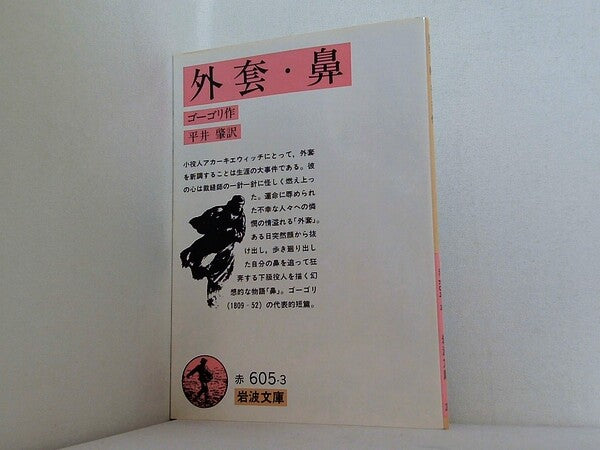 外套・鼻
ゴーゴリ作
平井 肇訳
小役人アカーキエウィッチにとって，外套
を新調することは生涯の大事件である。彼
の心は裁縫師の一針一針に怪しく燃え上っ
た。運命に辱められ
た不幸な人々への憐
憫の情溢れる「外套」。
ある日突然顔から抜
け出し，歩き廻り出し
た自分の鼻を追って狂
奔する下級役人を描く幻
想的な物語「鼻」。ゴーゴリ
(1809‐52)の代表的短篇。
赤 605-3
岩波文庫